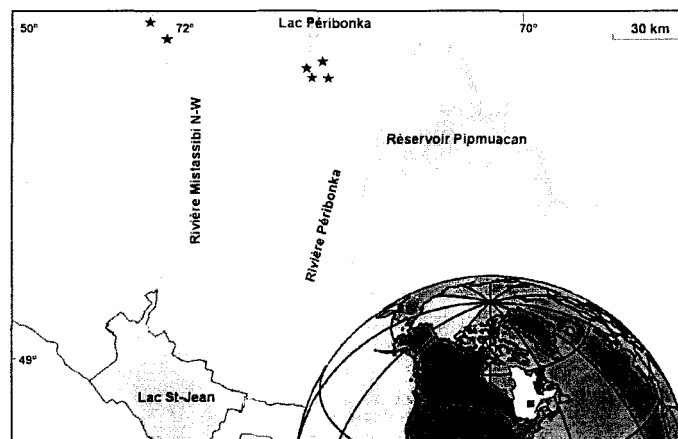 50°
72°
Lac Péribonka
70°
30 km
Réservoir Pipmuacan
Rivière Mistassibi N-W
Rivière Péribonka
49°
Lac St-Jean